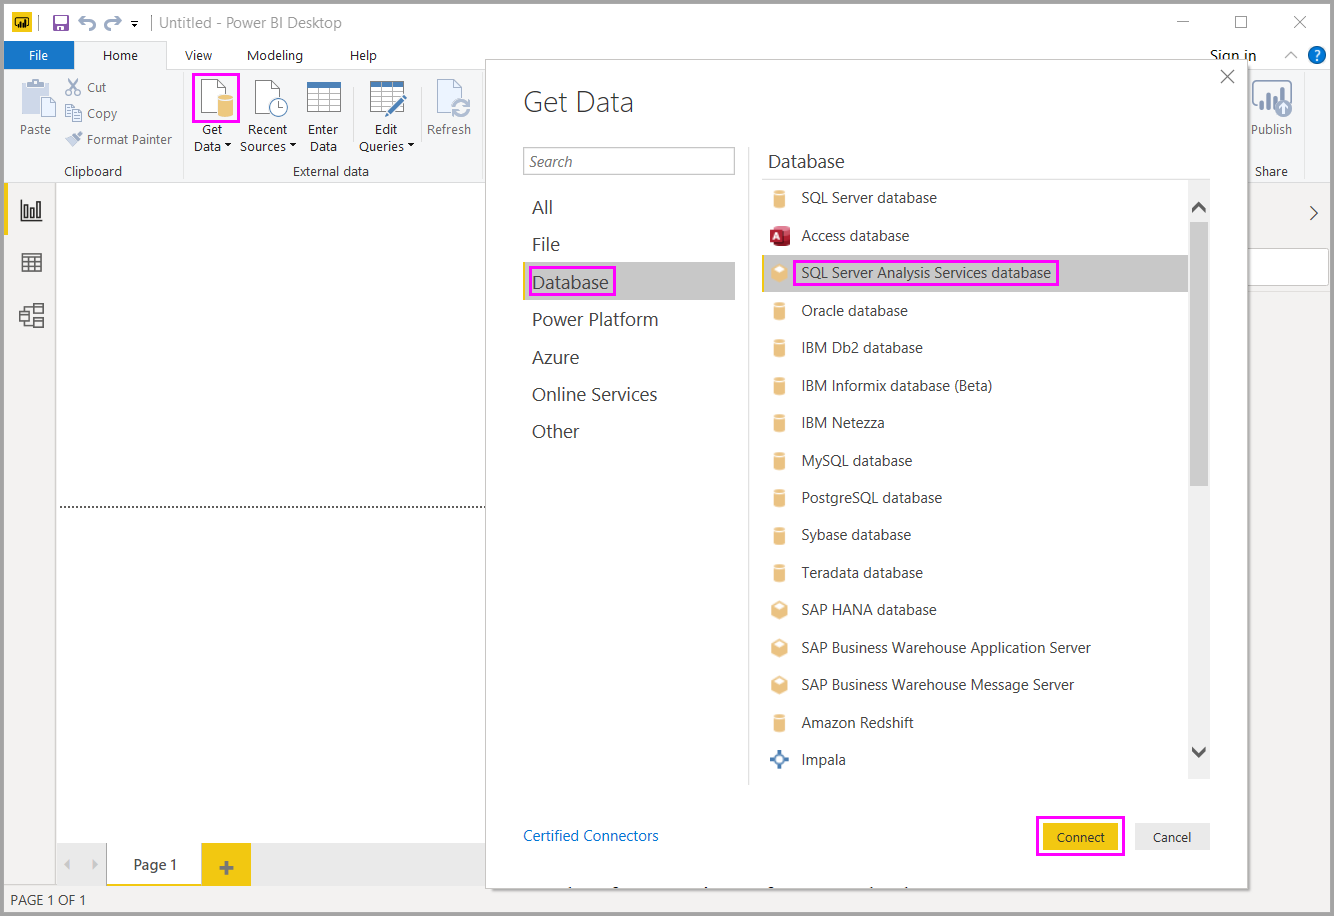 Untitled - Power BI Desktop
File
Home
View
Modeling
Help
Sign in
?
Paste
Cut
Copy
Format Painter
Clipboard
Get
Data
Recent
Sources
Enter
Data
Edit
Queries
Refresh
External data
Publish
Share
Get Data
Search
All
File
Database
Power Platform
Azure
Online Services
Other
Database
SQL Server database
A
Access database
SQL Server Analysis Services database
Oracle database
IBM Db2 database
IBM Informix database (Beta)
IBM Netezza
MySQL database
PostgreSQL database
Sybase database
Teradata database
SAP HANA database
SAP Business Warehouse Application Server
SAP Business Warehouse Message Server
Amazon Redshift
Impala
Certified Connectors
Connect
Cancel
Page 1
PAGE 1 OF 1